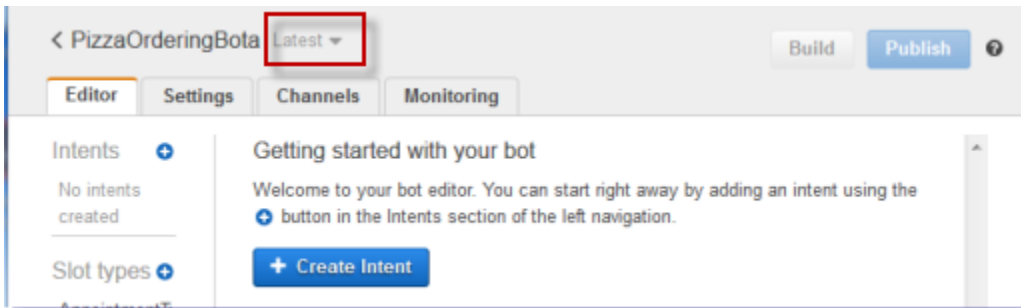 < PizzaOrderingBota Latest
Build Publish
Editor Settings Channels Monitoring
Intents
Getting started with your bot
No intents
created
Welcome to your bot editor. You can start right away by adding an intent using the
button in the Intents section of the left navigation.
+ Create Intent
Slot types